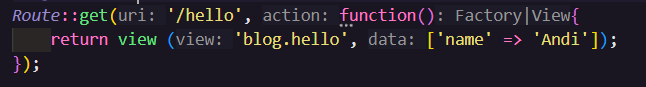 Route::get(uri: '/hello', action: function(): Factory|View{
    return view (view: 'blog.hello', data: ['name' => 'Andi']);
});